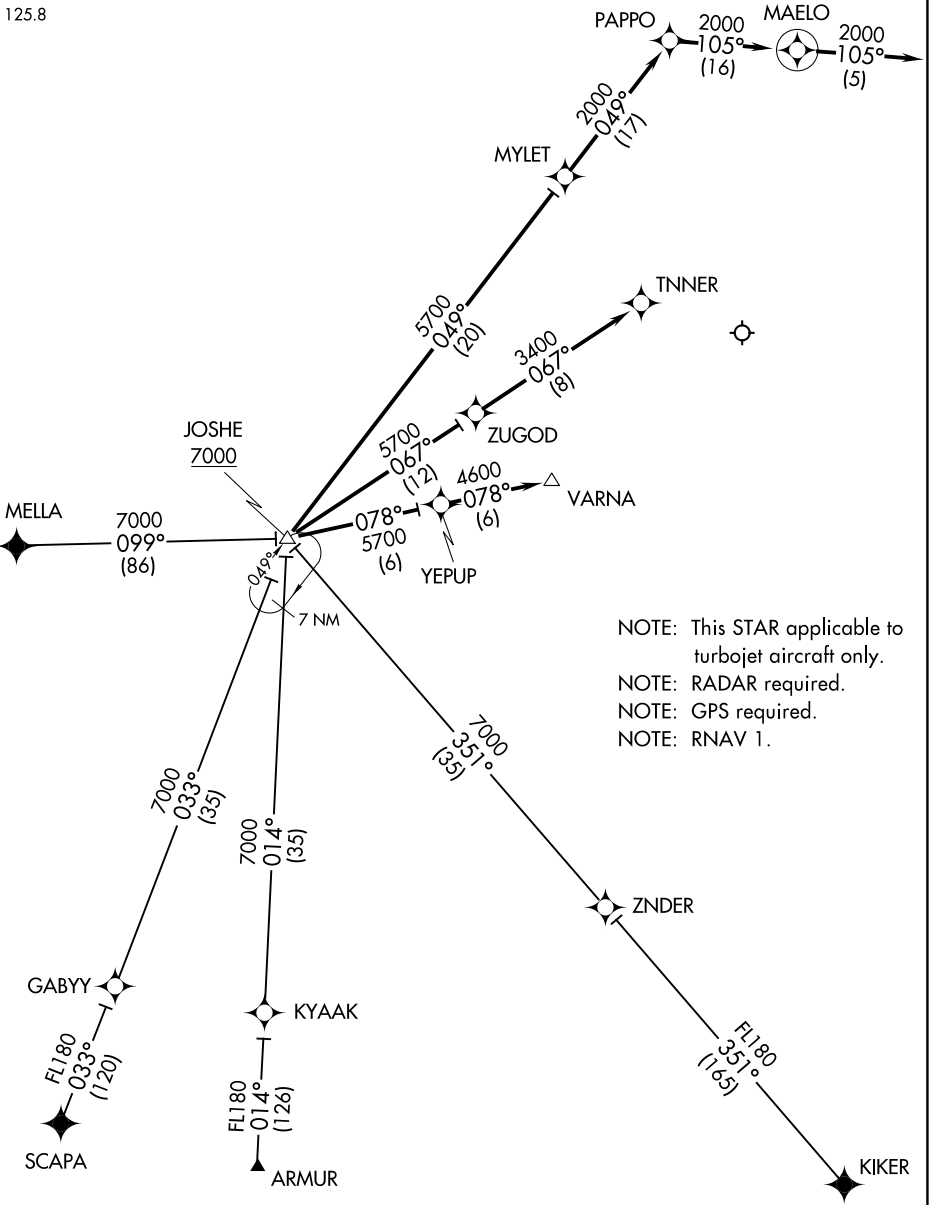 125.8
PAPPO
2000
105°
(16)
MAELO
2000
105°
(5)
2000
049°
(17)
MYLET
5700
049°
(20)
TNNER
3400
067°
(8)
ZUGOD
5700
067°
(12)
JOSHE
7000
4600
078°
(6)
VARNA
078°
5700
(6)
YEPUP
MELLA
7000
099°
(86)
049°
7 NM
NOTE: This STAR applicable to
turbojet aircraft only.
NOTE: RADAR required.
NOTE: GPS required.
NOTE: RNAV 1.
7000
351°
(35)
7000
033°
(35)
7000
014°
(35)
ZNDER
GABYY
KYAAK
FL180
033°
(120)
FL180
014°
(126)
FL180
351°
(165)
SCAPA
ARMUR
KIKER